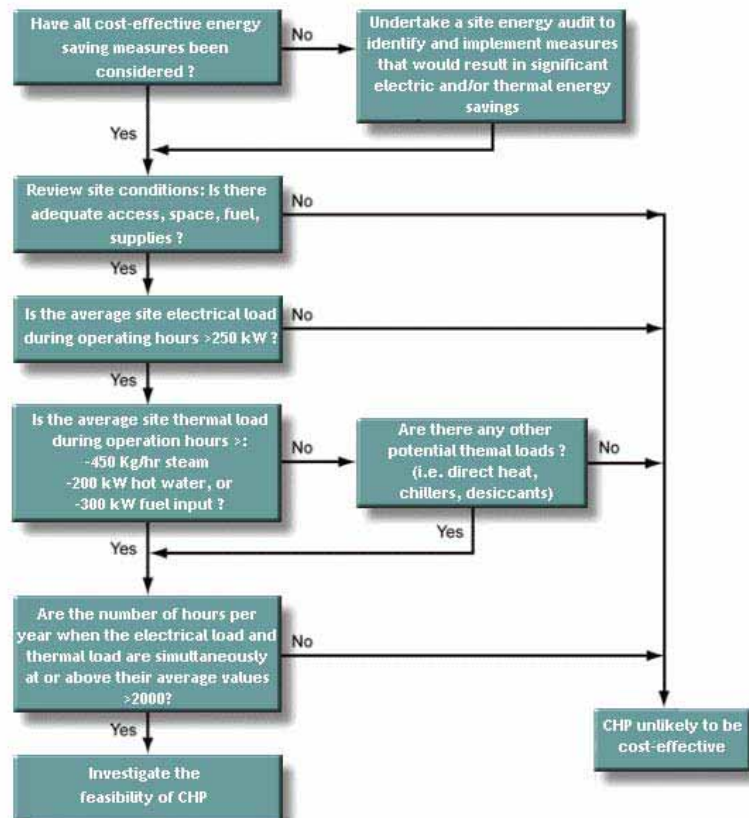 Have all cost-effective energy
saving measures been
considered ?
No
Undertake a site energy audit to
identify and implement measures
that would result in significant
electric and/or thermal energy
savings
Yes
Review site conditions: Is there
adequate access, space, fuel,
supplies ?
No
Yes
Is the average site electrical load
during operating hours >250 kW ?
No
Yes
Is the average site thermal load
during operation hours >:
-450 Kg/hr steam
-200 kW hot water, or
-300 kW fuel input ?
No
Are there any other
potential themal loads ?
(i.e. direct heat,
chillers, desiccants)
No
Yes
Yes
Are the number of hours per
year when the electrical load and
thermal load are simultaneously
at or above their average values
>2000?
No
Yes
CHP unlikely to be
cost-effective
Investigate the
feasibility of CHP